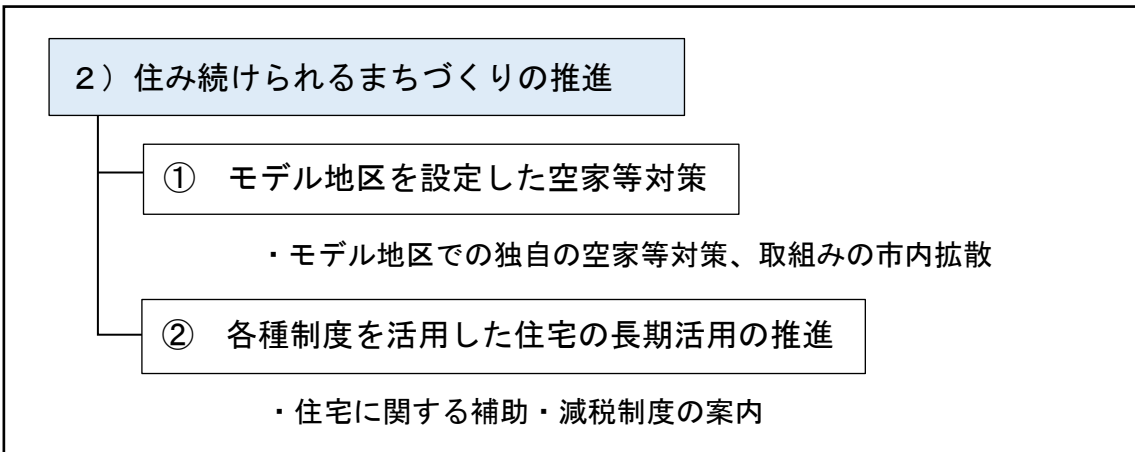 ２）住み続けられるまちづくりの推進
①　モデル地区を設定した空家等対策
・モデル地区での独自の空家等対策、取組みの市内拡散
②　各種制度を活用した住宅の長期活用の推進
・住宅に関する補助・減税制度の案内